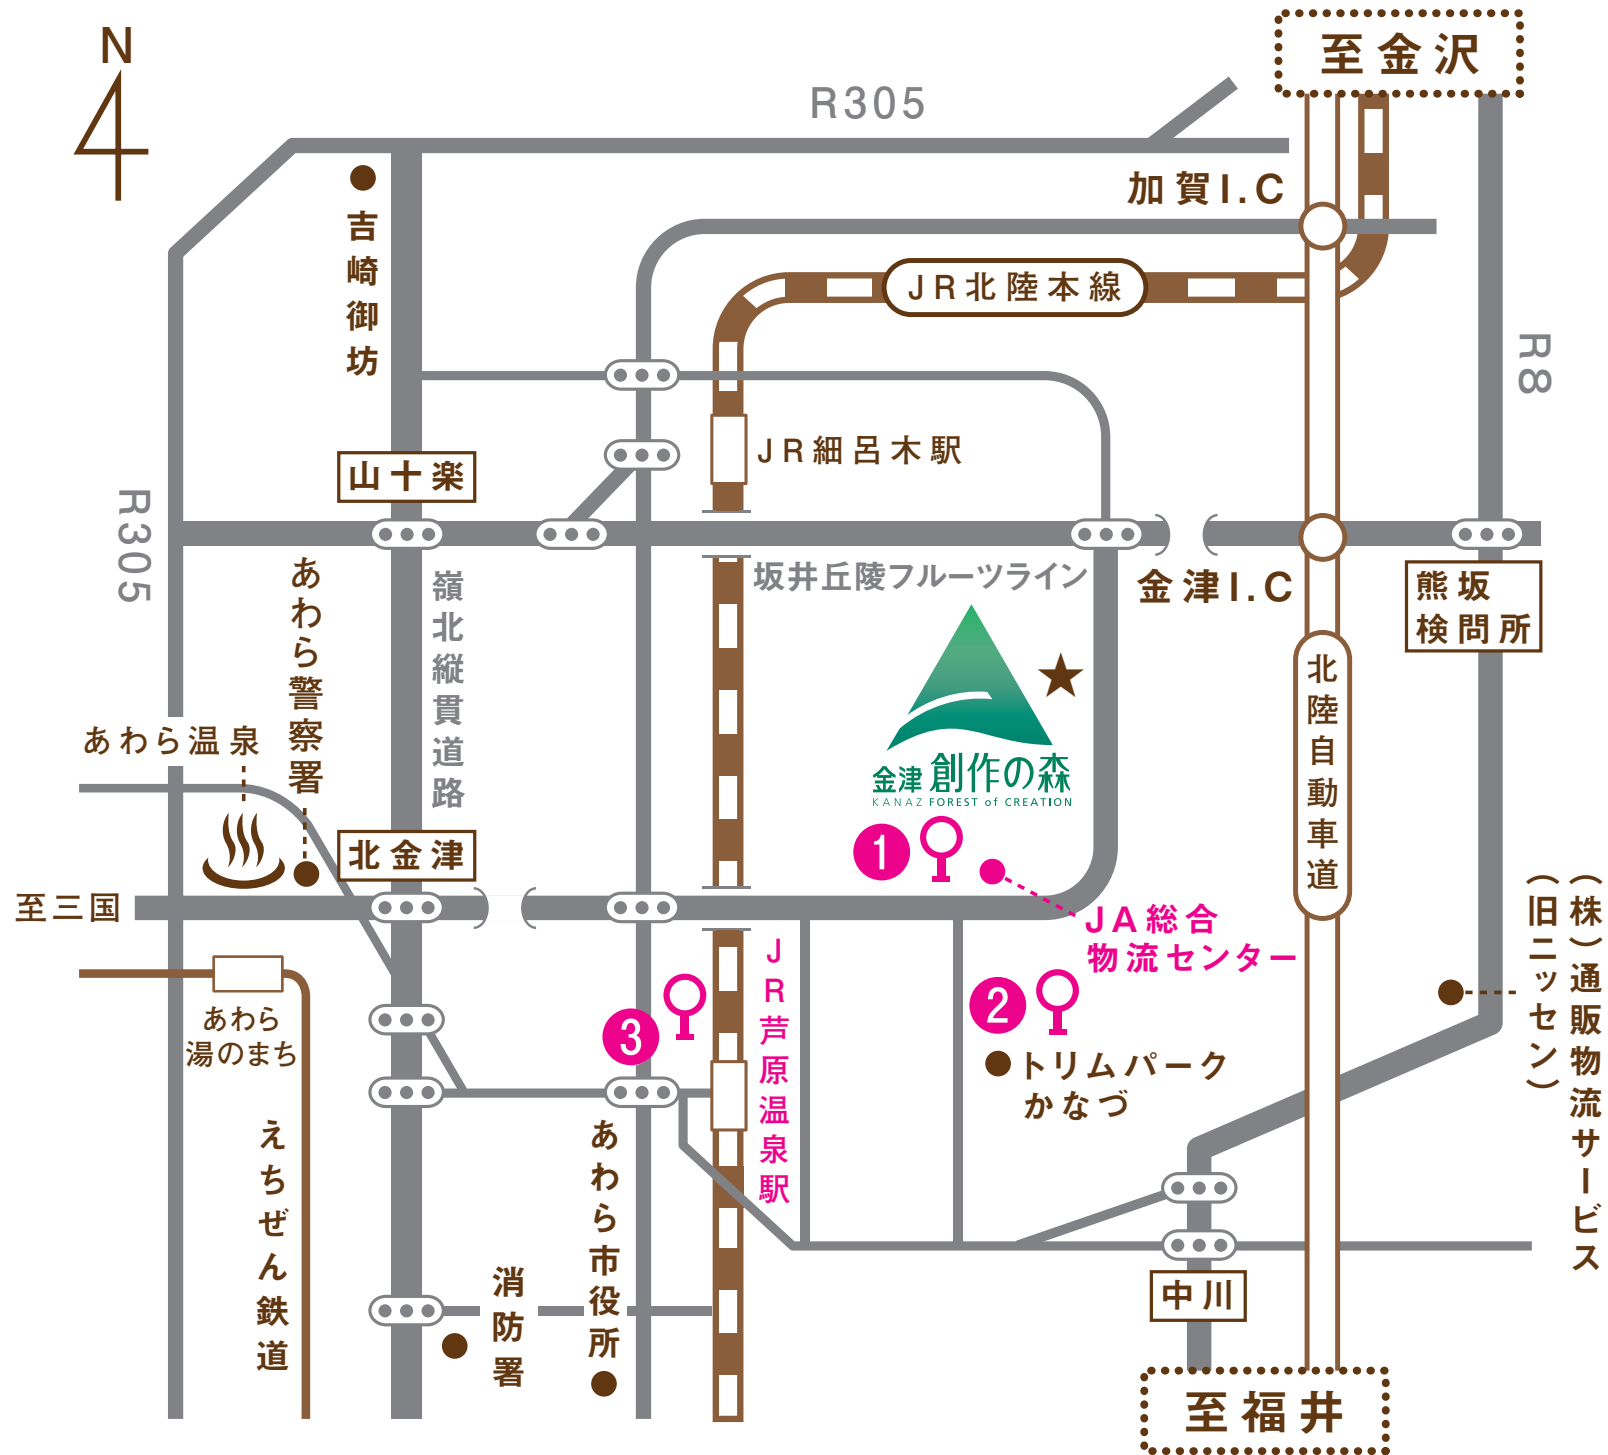 N
至金沢
R305
加賀I.C
吉崎御坊
JR北陸本線
R8
JR細呂木駅
山十楽
R305
坂井丘陵フルーツライン
金津I.C
熊坂
検問所
あわら警察署
嶺北縦貫道路
北陸自動車道
あわら温泉
金津 創作の森
KANAZ FOREST of CREATION
北金津
1
至三国
JA総合
物流センター
(株)通販物流サービス
(旧ニッセン)
JR芦原温泉駅
2
3
あわら
湯のまち
トリムパーク
かなづ
えちぜん鉄道
あわら市役所
消防署
中川
至福井